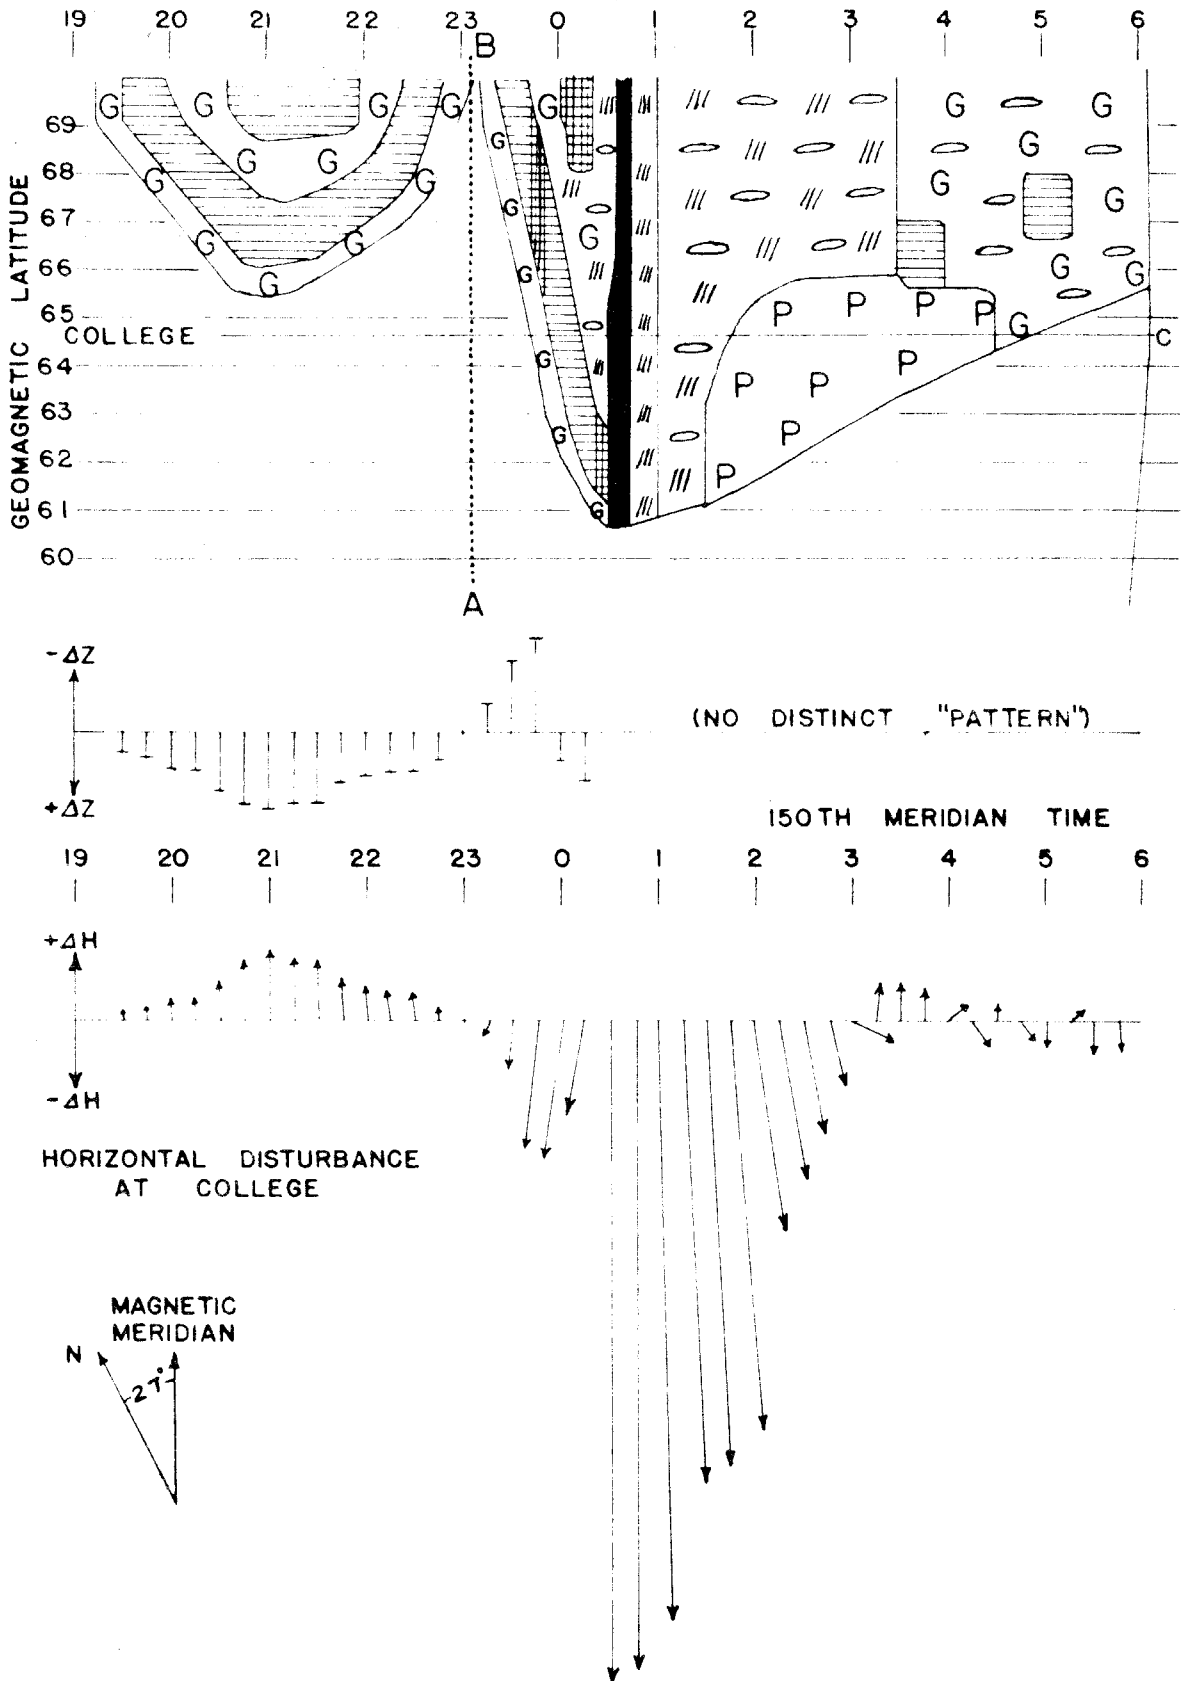 19 20 21 22 23 0 1 2 3 4 5 6
B
G G G G G G G
69
G G G G
68
G G G G
67
G G G G
66
G G G G G
65
P P P P G
COLLEGE C
64
G P
63
P P
62
G P
61
G P
60
A
GEOMAGNETIC LATITUDE
-ΔZ
(NO DISTINCT "PATTERN")
+ΔZ
150TH MERIDIAN TIME
19 20 21 22 23 0 1 2 3 4 5 6
+ΔH
-ΔH
HORIZONTAL DISTURBANCE
AT COLLEGE
MAGNETIC
MERIDIAN
N
27°